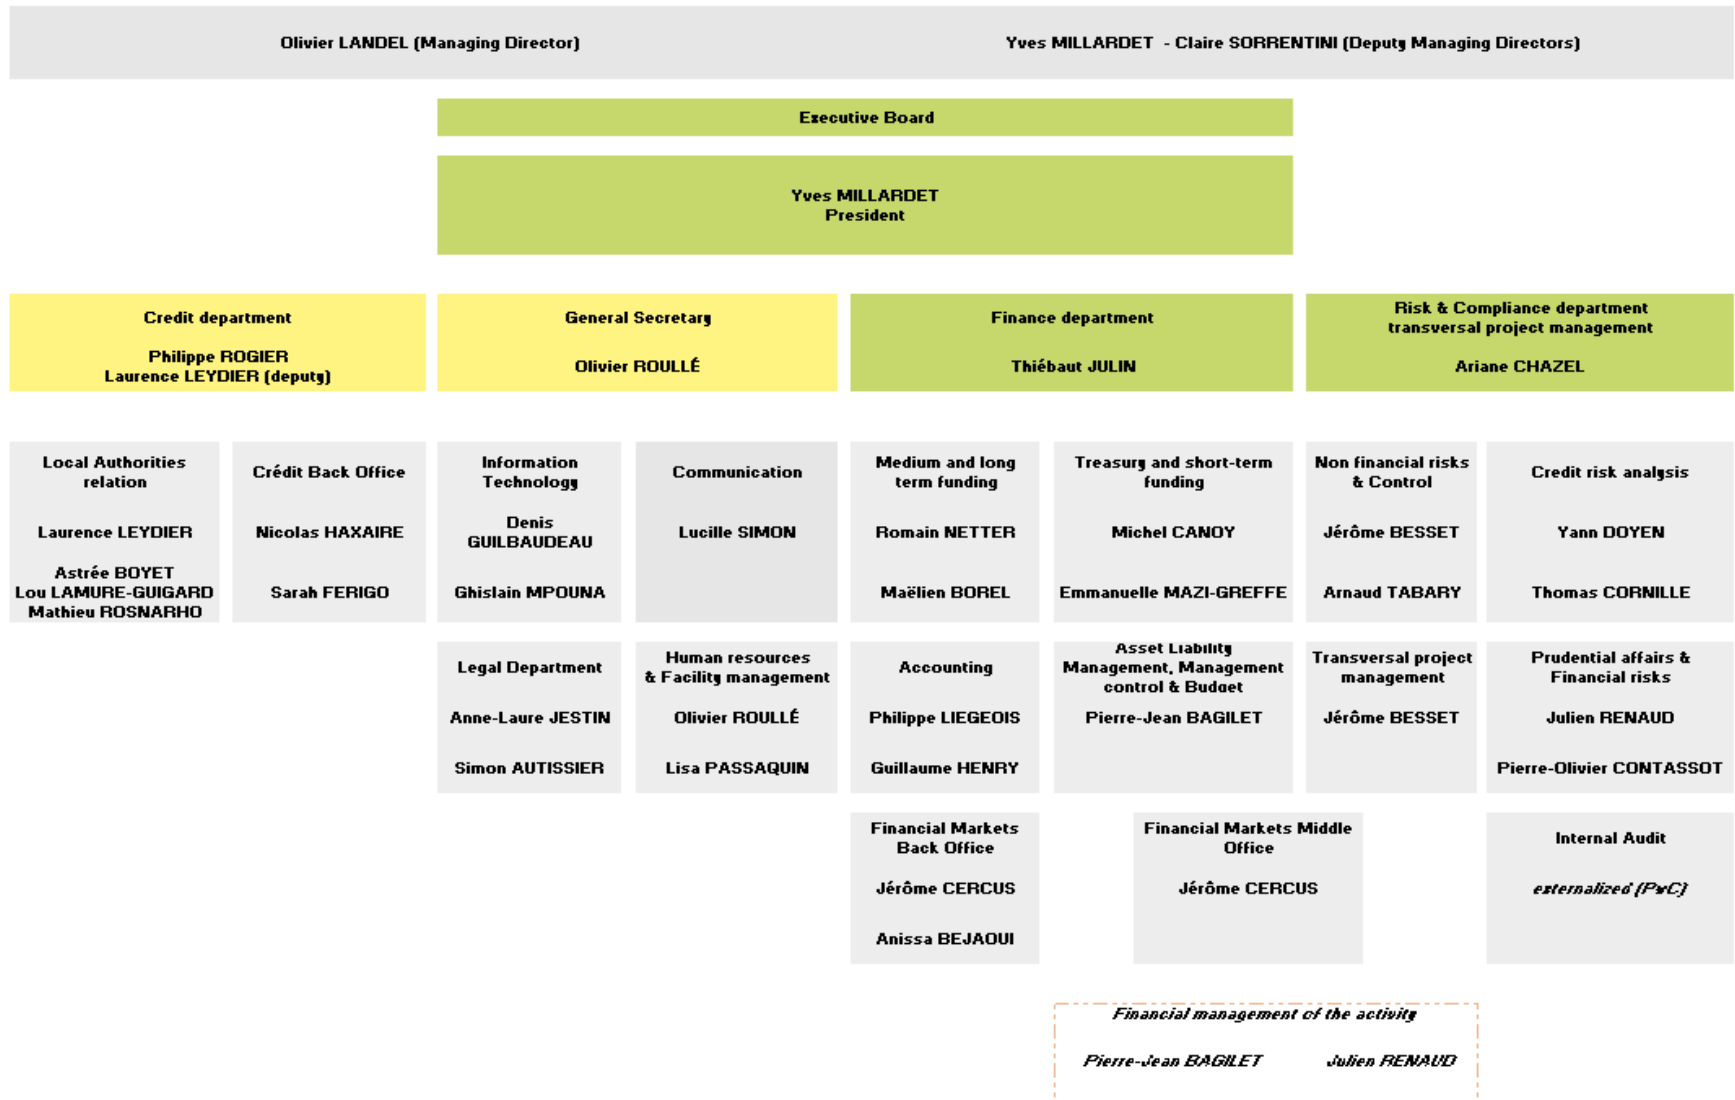 Olivier LANDEL (Managing Director)
Yves MILLARDET - Claire SORRENTINI (Deputy Managing Directors)
Executive Board
Yves MILLARDET
President
Credit department
Philippe ROGIER
Laurence LEYDIER (deputy)
General Secretary
Olivier ROULLÉ
Finance department
Thiébaut JULIN
Risk & Compliance department
transversal project management
Ariane CHAZEL
Local Authorities
relation
Laurence LEYDIER
Astrée BOYET
Lou LAMURE-GUIGARD
Mathieu ROSNARHO
Crédit Back Office
Nicolas HAXAIRE
Sarah FERIGO
Information
Technology
Denis
GUILBAUDEAU
Ghislain MPOUNA
Communication
Lucille SIMON
Medium and long
term funding
Romain NETTER
Maëlien BOREL
Treasury and short-term
funding
Michel CANOY
Emmanuelle MAZI-GREFFE
Non financial risks
& Control
Jérôme BESSET
Arnaud TABARY
Credit risk analysis
Yann DOYEN
Thomas CORNILLE
Legal Department
Anne-Laure JESTIN
Simon AUTISSIER
Human resources
& Facility management
Olivier ROULLÉ
Lisa PASSAQUIN
Accounting
Philippe LIEGEOIS
Guillaume HENRY
Asset Liability
Management, Management
control & Budget
Pierre-Jean BAGILET
Transversal project
management
Jérôme BESSET
Prudential affairs &
Financial risks
Julien RENAUD
Pierre-Olivier CONTASSOT
Financial Markets
Back Office
Jérôme CERCUS
Anissa BEJAOUI
Financial Markets Middle
Office
Jérôme CERCUS
Internal Audit
externalized (PwC)
Financial management of the activity
Pierre-Jean BAGILET
Julien RENAUD